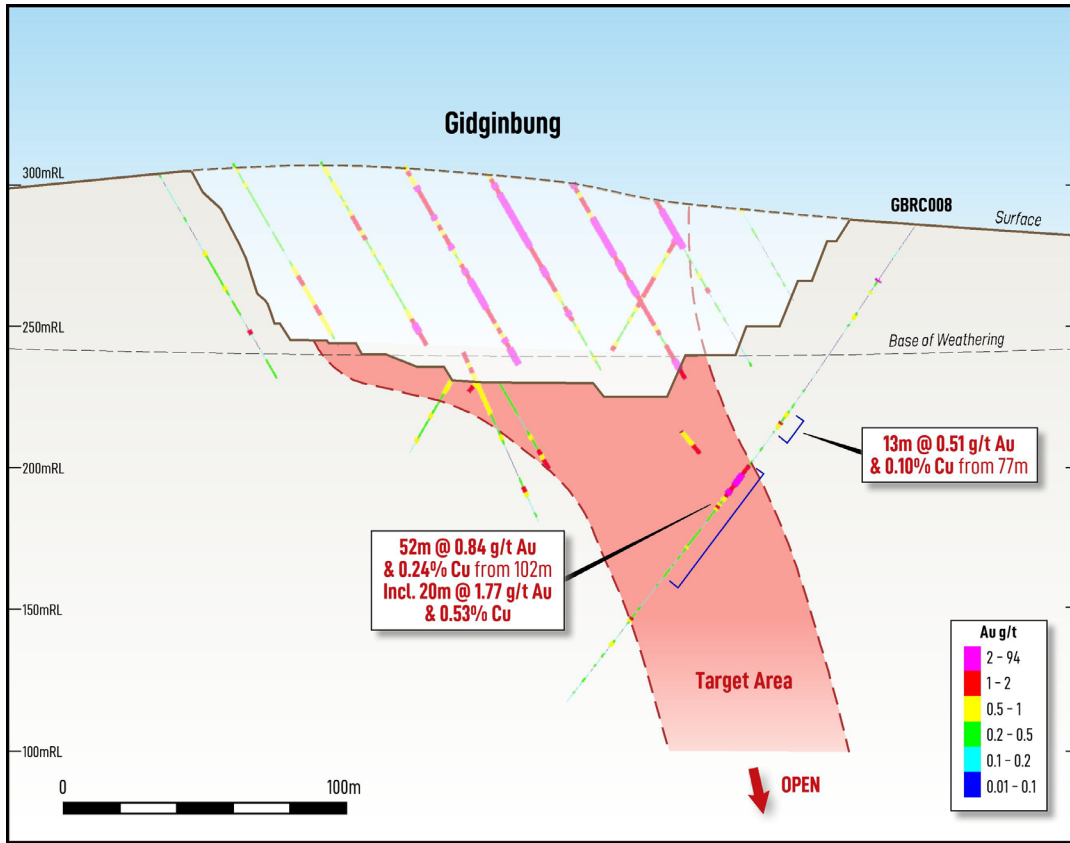 Gidginbung
300mRL
GBRC008
Surface
250mRL
Base of Weathering
13m @ 0.51 g/t Au
& 0.10% Cu from 77m
200mRL
52m @ 0.84 g/t Au
& 0.24% Cu from 102m
Incl. 20m @ 1.77 g/t Au
& 0.53% Cu
150mRL
Target Area
100mRL
OPEN
0
100m
Au g/t
2 – 94
1 – 2
0.5 – 1
0.2 – 0.5
0.1 – 0.2
0.01 – 0.1